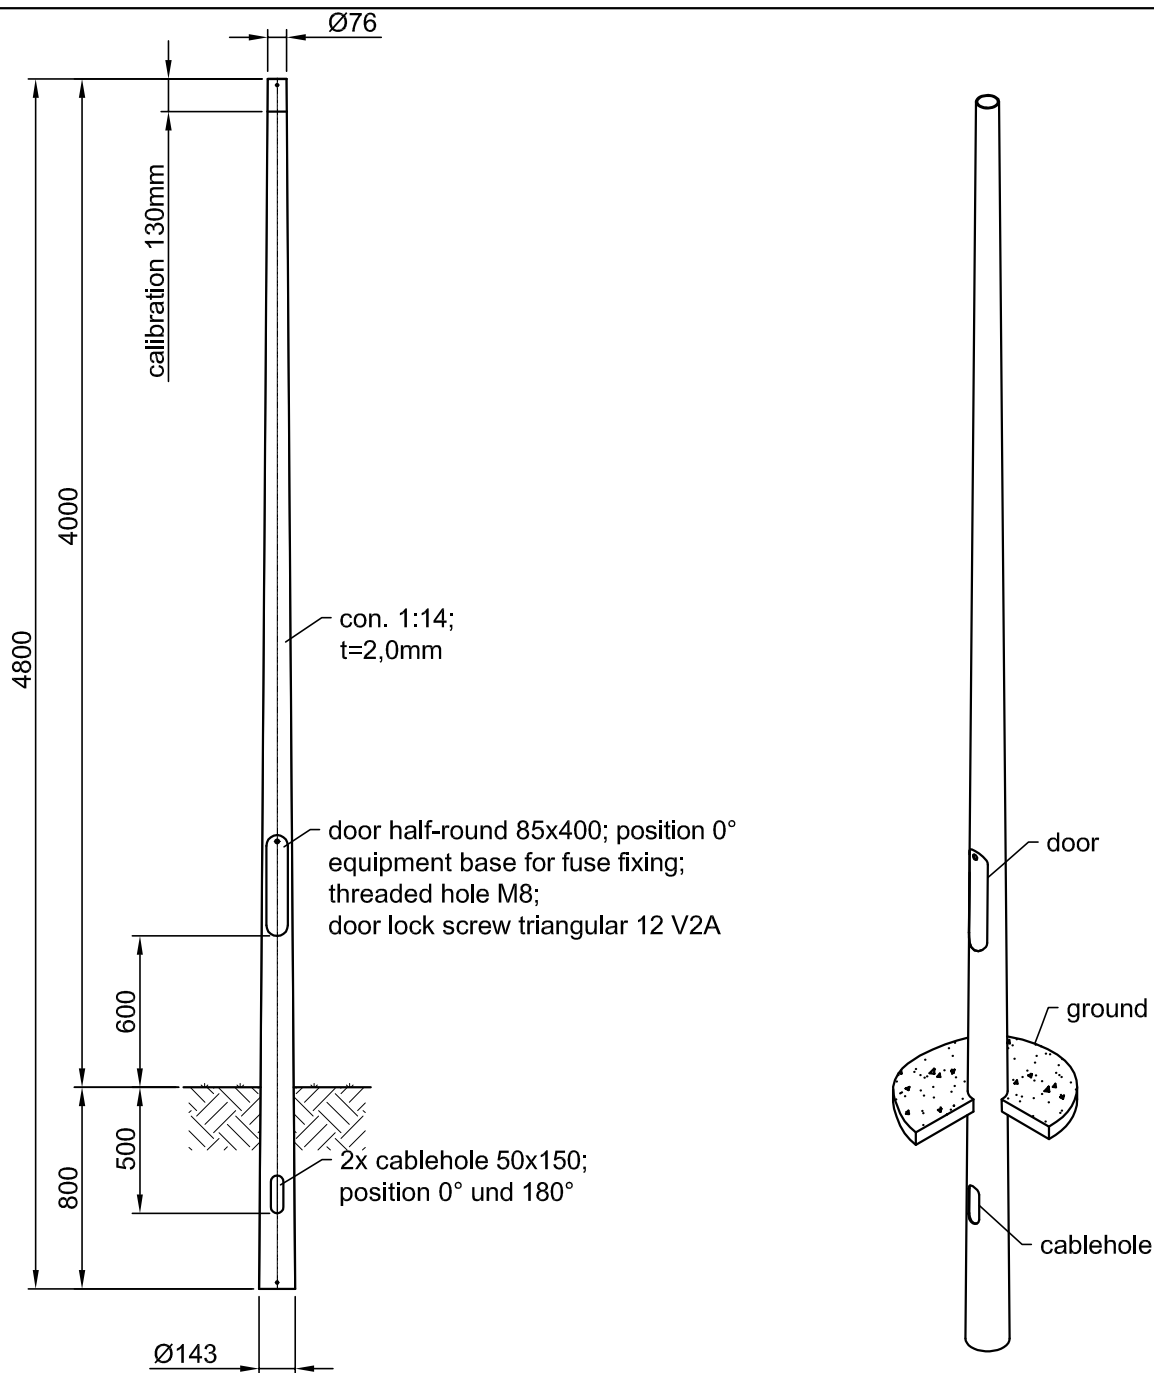 Ø76
calibration 130mm
4000
4800
con. 1:14;
t=2,0mm
door half-round 85x400; position 0°
equipment base for fuse fixing;
threaded hole M8;
door lock screw triangular 12 V2A
door
600
ground
500
800
2x cablehole 50x150;
position 0° und 180°
cablehole
Ø143